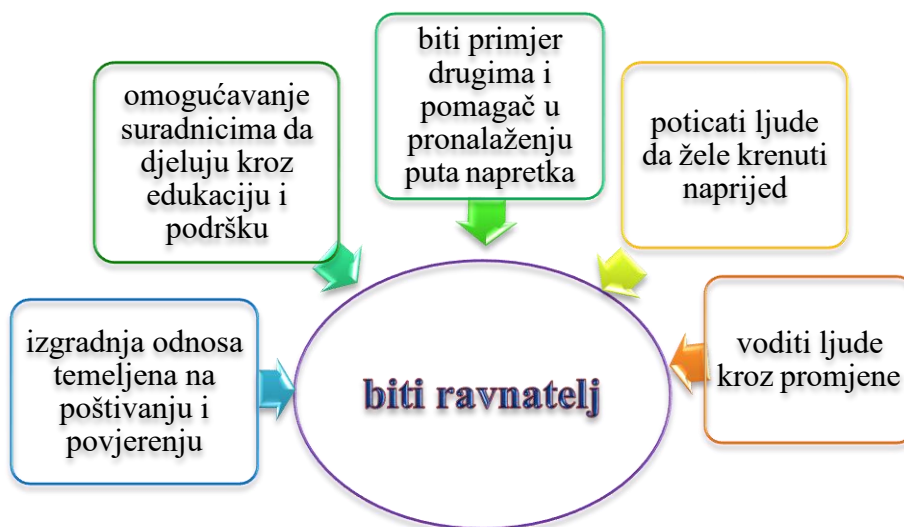 izgradnja odnosa
temeljena na
poštivanju i
povjerenju
omogućavanje
suradnicima da
djeluju kroz
edukaciju i
podršku
biti primjer
drugima i
pomagač u
pronalaženju
puta napretka
poticati ljude
da žele krenuti
naprijed
voditi ljude
kroz promjene
biti ravnatelj